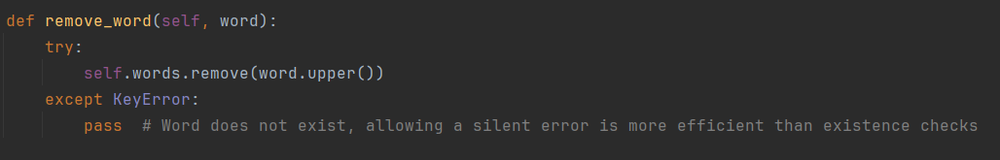 def remove_word(self, word):
    try:
        self.words.remove(word.upper())
    except KeyError:
        pass  # Word does not exist, allowing a silent error is more efficient than existence checks